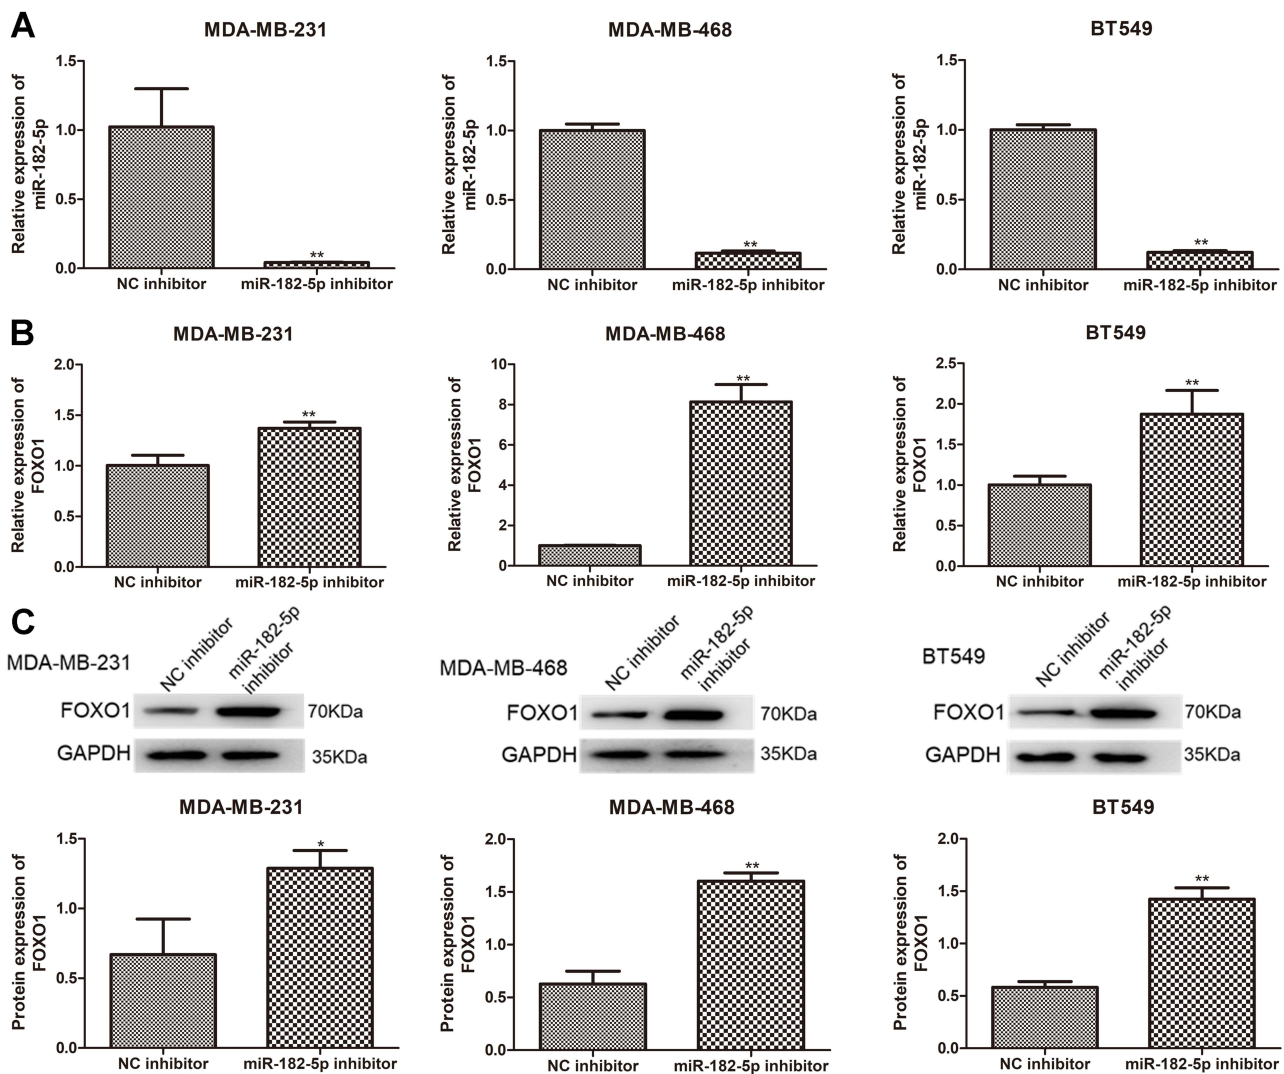 A
MDA-MB-231
MDA-MB-468
BT549
Relative expression of
miR-182-5p
1.5
1.0
0.5
0.0
**
NC inhibitor
miR-182-5p inhibitor
Relative expression of
miR-182-5p
1.5
1.0
0.5
0.0
**
NC inhibitor
miR-182-5p inhibitor
Relative expression of
miR-182-5p
1.5
1.0
0.5
0.0
**
NC inhibitor
miR-182-5p inhibitor
B
MDA-MB-231
MDA-MB-468
BT549
Relative expression of
FOXO1
2.0
1.5
1.0
0.5
0.0
**
NC inhibitor
miR-182-5p inhibitor
Relative expression of
FOXO1
10
8
6
4
2
0
**
NC inhibitor
miR-182-5p inhibitor
Relative expression of
FOXO1
2.5
2.0
1.5
1.0
0.5
0.0
**
NC inhibitor
miR-182-5p inhibitor
C
MDA-MB-231
NC inhibitor
miR-182-5p
inhibitor
FOXO1
70KDa
GAPDH
35KDa
MDA-MB-468
NC inhibitor
miR-182-5p
inhibitor
FOXO1
70KDa
GAPDH
35KDa
BT549
NC inhibitor
miR-182-5p
inhibitor
FOXO1
70KDa
GAPDH
35KDa
MDA-MB-231
MDA-MB-468
BT549
Protein expression of
FOXO1
1.5
1.0
0.5
0.0
*
NC inhibitor
miR-182-5p inhibitor
Protein expression of
FOXO1
2.0
1.5
1.0
0.5
0.0
**
NC inhibitor
miR-182-5p inhibitor
Protein expression of
FOXO1
2.0
1.5
1.0
0.5
0.0
**
NC inhibitor
miR-182-5p inhibitor